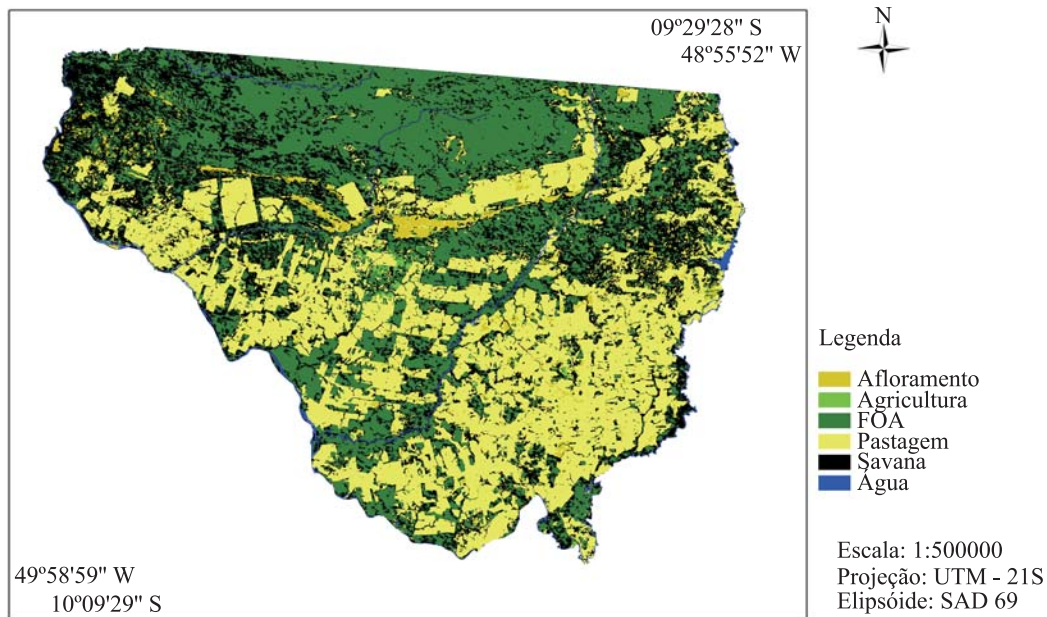 09º29'28" S
48º55'52" W
N
Legenda
Afloramento
Agricultura
FOA
Pastagem
Savana
Água
Escala: 1:500000
Projeção: UTM - 21S
Elipsóide: SAD 69
49º58'59" W
10º09'29" S